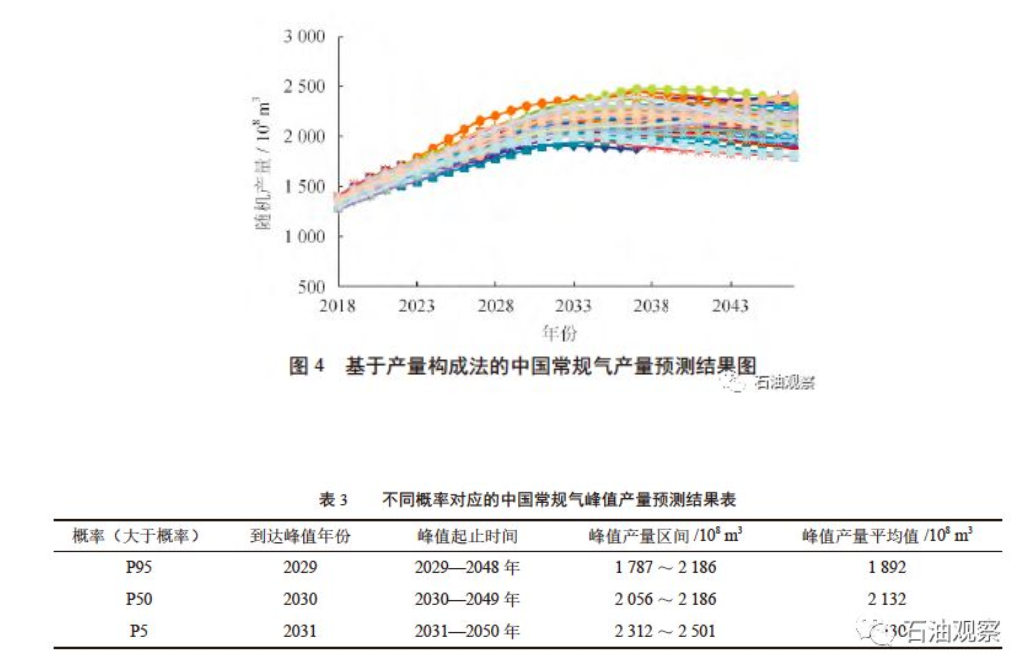 3 000
2 500
2 000
1 500
1 000
500
随机产量 / 10⁸ m³
2018 2023 2028 2033 2038 2043
年份
图 4 基于产量构成法的中国常规气产量预测结果图
石油观察
表 3 不同概率对应的中国常规气峰值产量预测结果表
概率（大于概率） 到达峰值年份 峰值起止时间 峰值产量区间 /10⁸ m³ 峰值产量平均值 /10⁸ m³
P95 2029 2029—2048 年 1 787 ～ 2 186 1 892
P50 2030 2030—2049 年 2 056 ～ 2 186 2 132
P5 2031 2031—2050 年 2 312 ～ 2 501
石油观察